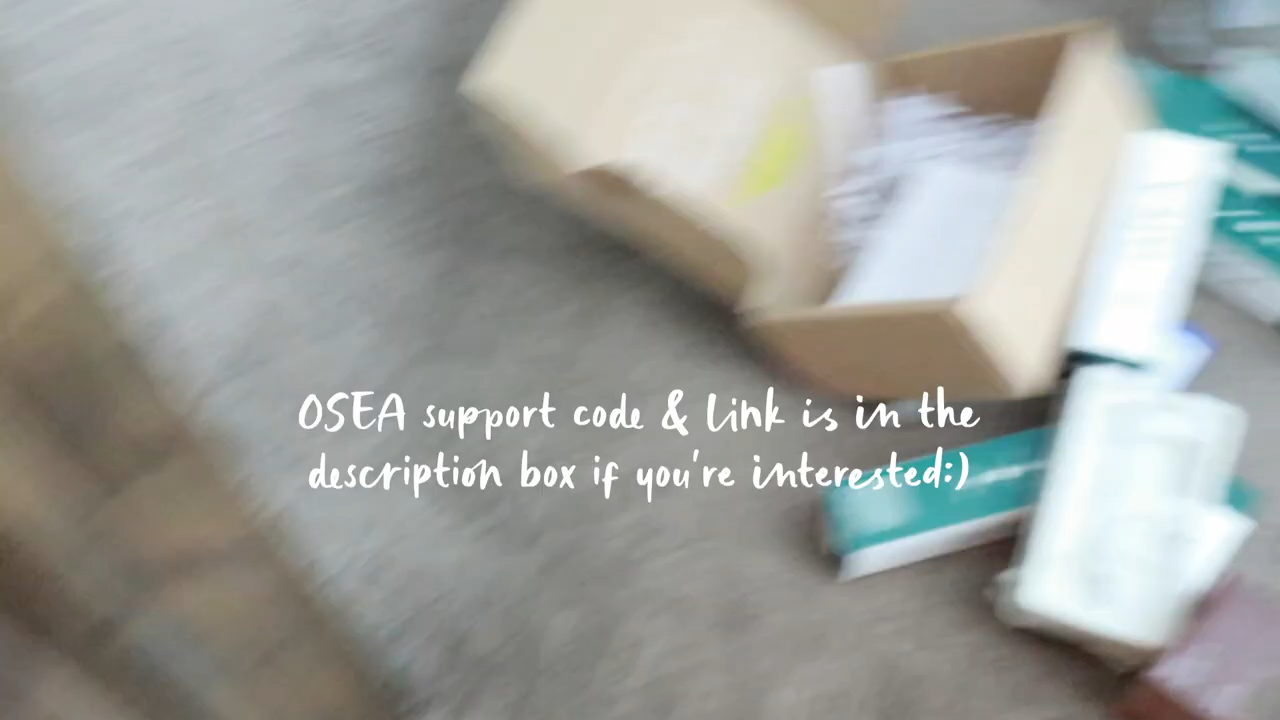 OSEA support code & link is in the
description box if you're interested:)